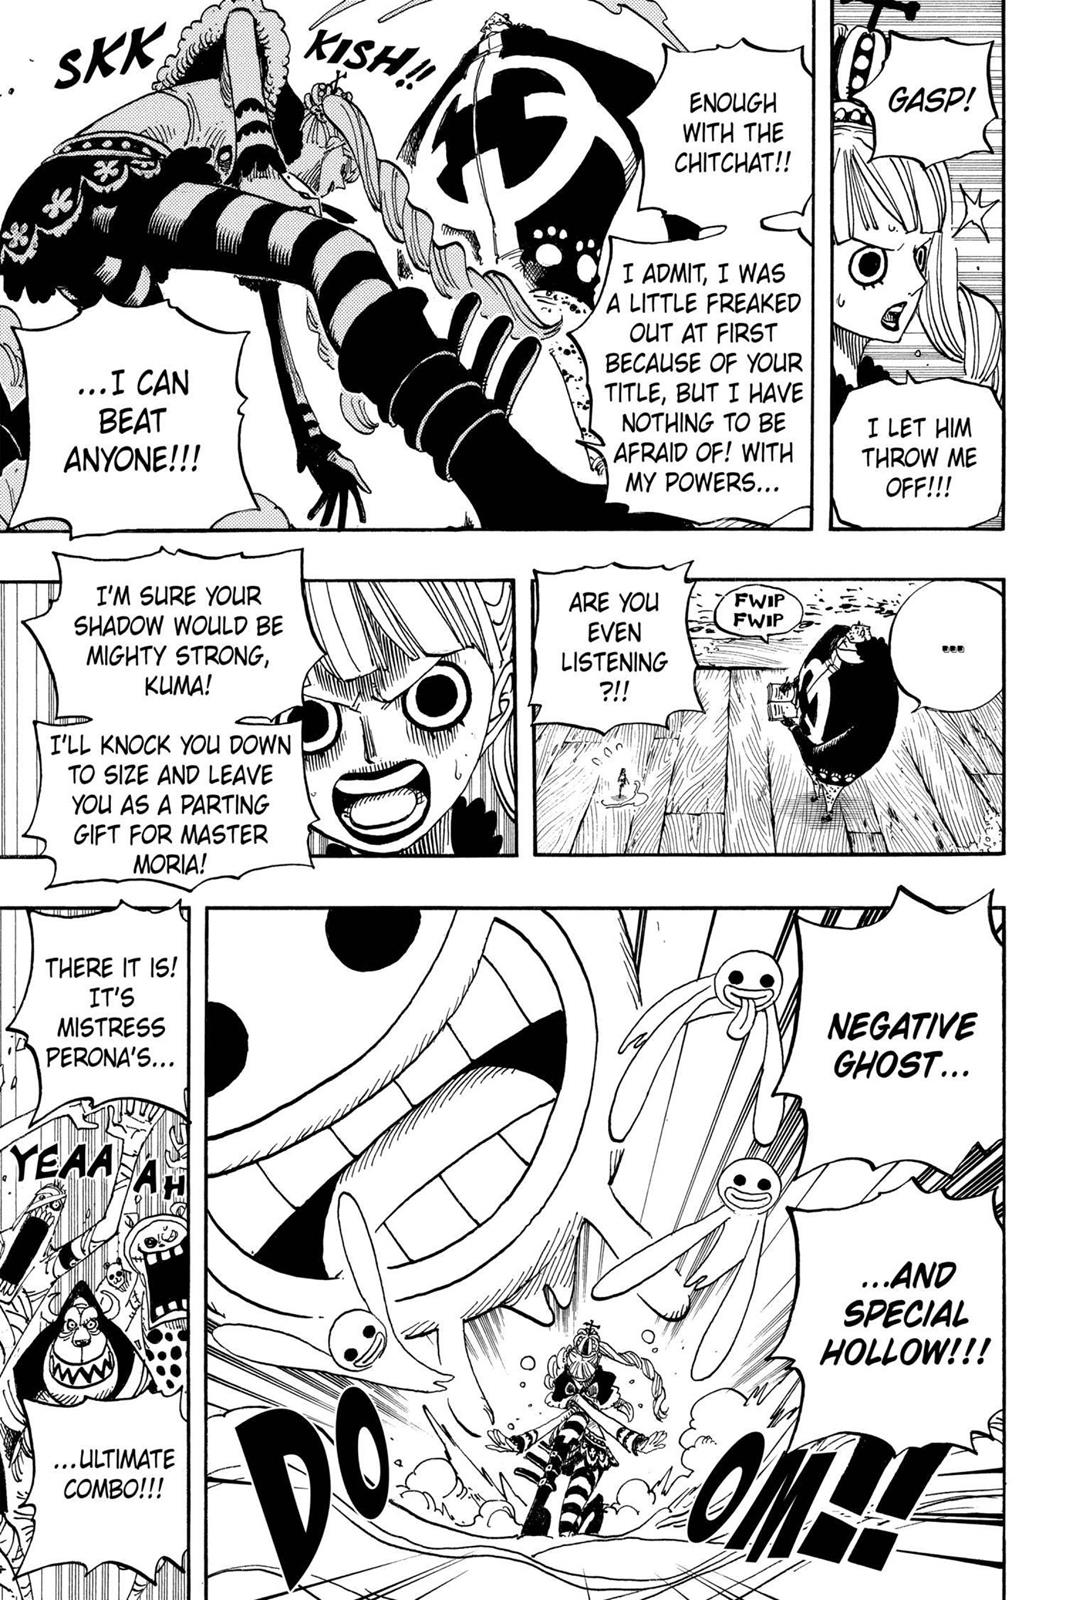 GASP!
I LET HIM
THROW ME
OFF!!!
ENOUGH
WITH THE
CHITCHAT!!
I ADMIT, I WAS
A LITTLE FREAKED
OUT AT FIRST
BECAUSE OF YOUR
TITLE, BUT I HAVE
NOTHING TO BE
AFRAID OF! WITH
MY POWERS...
SKK
KISH!!
...I CAN
BEAT
ANYONE!!!
...
FWIP
FWIP
ARE YOU
EVEN
LISTENING
?!!
I'M SURE YOUR
SHADOW WOULD BE
MIGHTY STRONG,
KUMA!
I'LL KNOCK YOU DOWN
TO SIZE AND LEAVE
YOU AS A PARTING
GIFT FOR MASTER
MORIA!
NEGATIVE
GHOST...
...AND
SPECIAL
HOLLOW!!!
DOOM!!
THERE IT IS!
IT'S
MISTRESS
PERONA'S...
YEAA
AH
...ULTIMATE
COMBO!!!